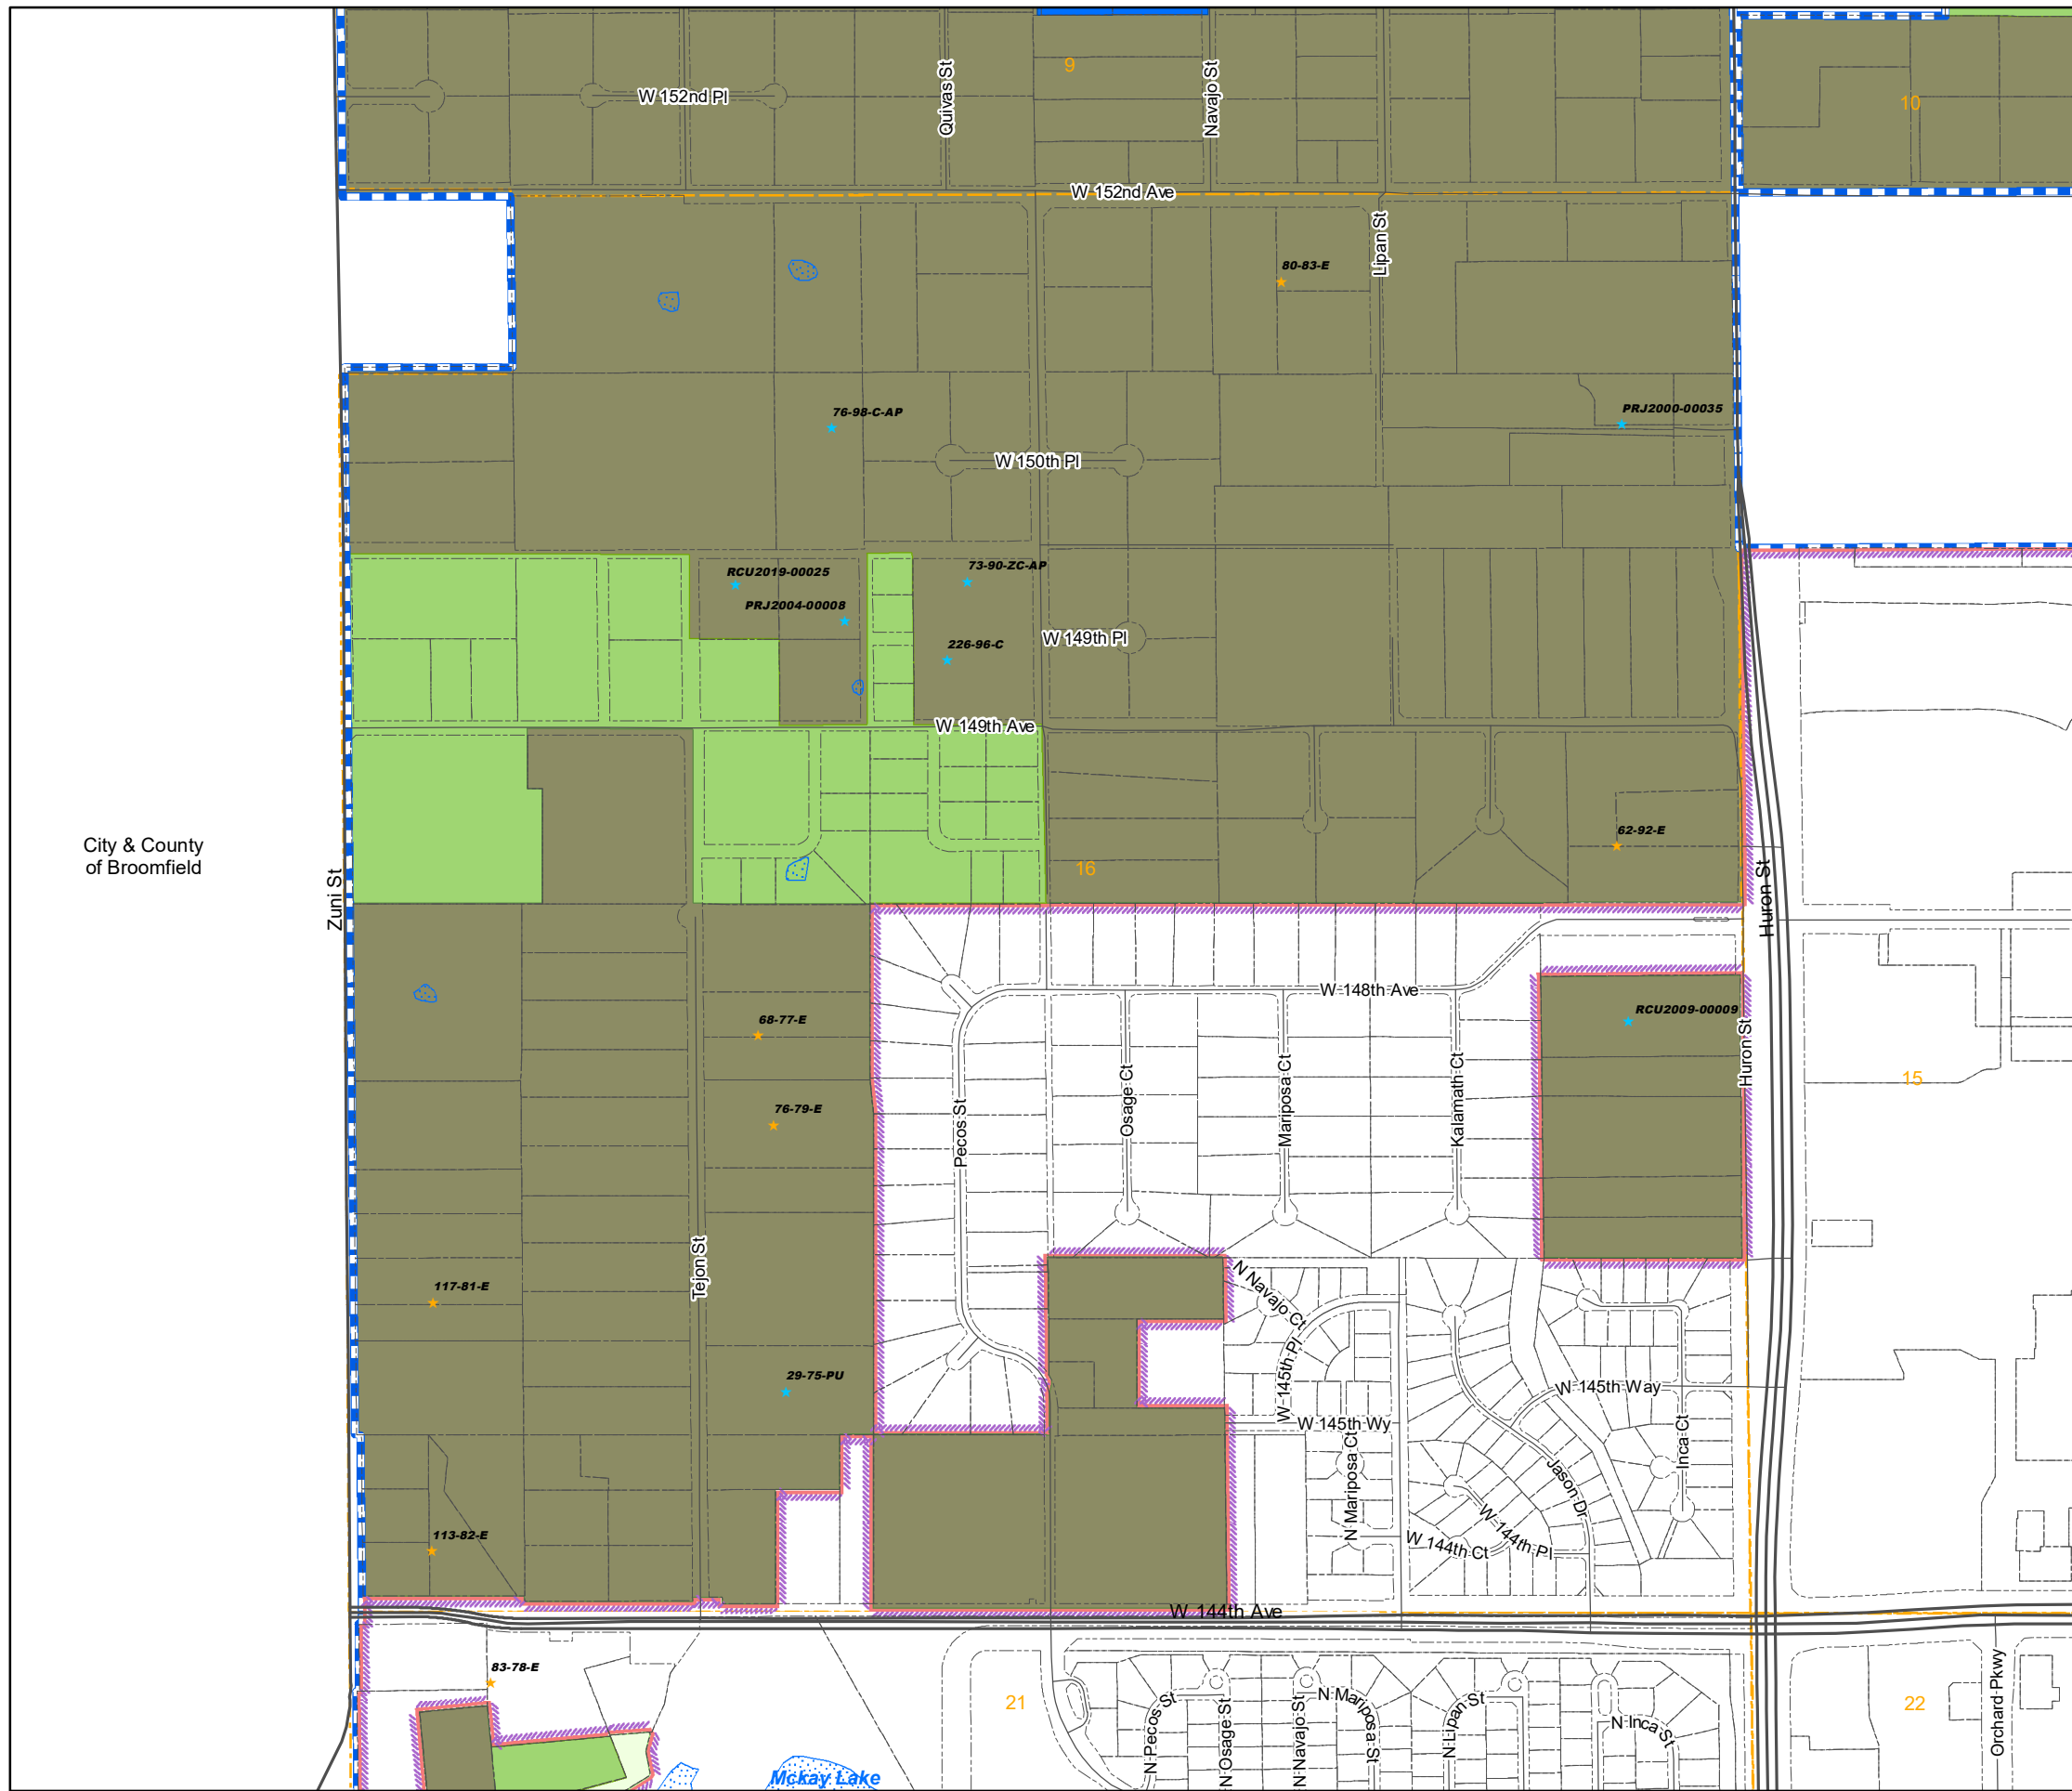 9
10
W 152nd Pl
Quivas St
Navajo St
W 152nd Ave
Lipan St
80-83-E
76-98-C-AP
PRJ2000-00035
W 150th Pl
RCU2019-00025
73-90-ZC-AP
PRJ2004-00008
226-96-C
W 149th Pl
W 149th Ave
City & County
of Broomfield
Zuni St
16
62-92-E
Huron St
W 148th Ave
RCU2009-00009
Huron St
68-77-E
76-79-E
Pecos St
Osage Ct
Mariposa Ct
Kalamath Ct
15
Tejon St
117-81-E
N Navajo Ct
W 145th Pl
29-75-PU
W 145th Way
W 145th Wy
N Mariposa Ct
Inca Ct
Jason Dr
113-82-E
W 144th Ct
W 144th Pl
W 144th Ave
83-78-E
21
22
N Pecos St
N Osage St
N Navajo St
N Mariposa St
N Lipan St
N Inca St
Orchard Pkwy
Mckay Lake